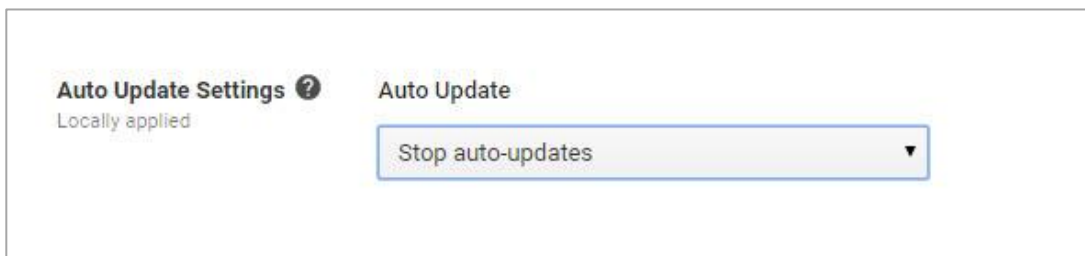 Auto Update Settings
Auto Update
Locally applied
Stop auto-updates